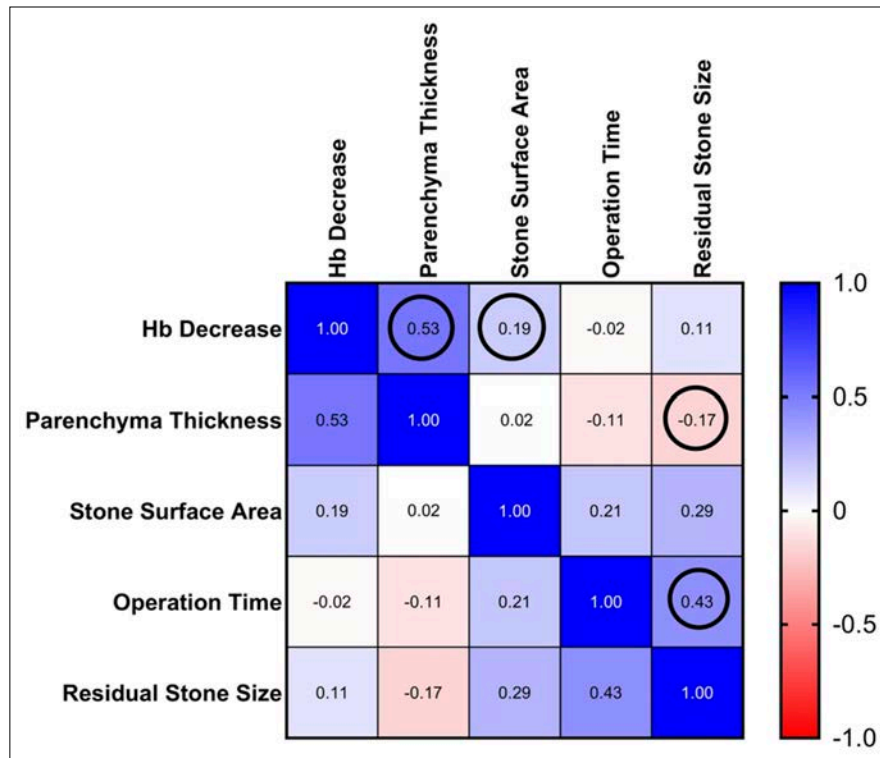 Hb Decrease
Parenchyma Thickness
Stone Surface Area
Operation Time
Residual Stone Size
Hb Decrease 1.00 0.53 0.19 -0.02 0.11
Parenchyma Thickness 0.53 1.00 0.02 -0.11 -0.17
Stone Surface Area 0.19 0.02 1.00 0.21 0.29
Operation Time -0.02 -0.11 0.21 1.00 0.43
Residual Stone Size 0.11 -0.17 0.29 0.43 1.00
1.0
0.5
0
-0.5
-1.0